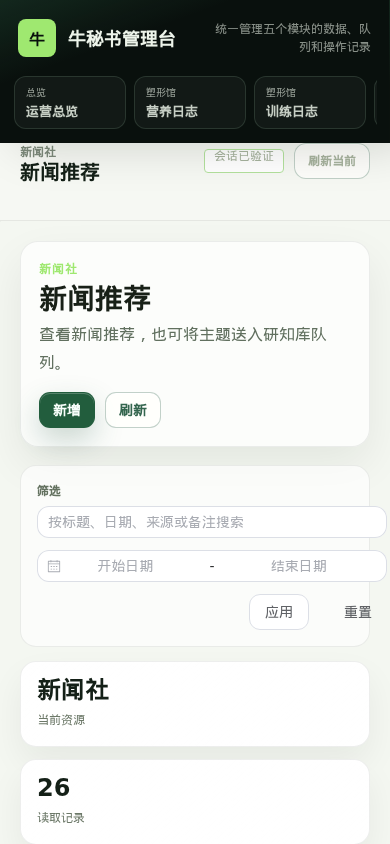 牛
牛秘书管理台
统一管理五个模块的数据、队
列和操作记录
总览
运营总览
塑形馆
营养日志
塑形馆
训练日志
新闻社
新闻推荐
会话已验证
刷新当前
新闻社
新闻推荐
查看新闻推荐，也可将主题送入研知库队
列。
新增
刷新
筛选
按标题、日期、来源或备注搜索
开始日期 - 结束日期
应用
重置
新闻社
当前资源
26
读取记录